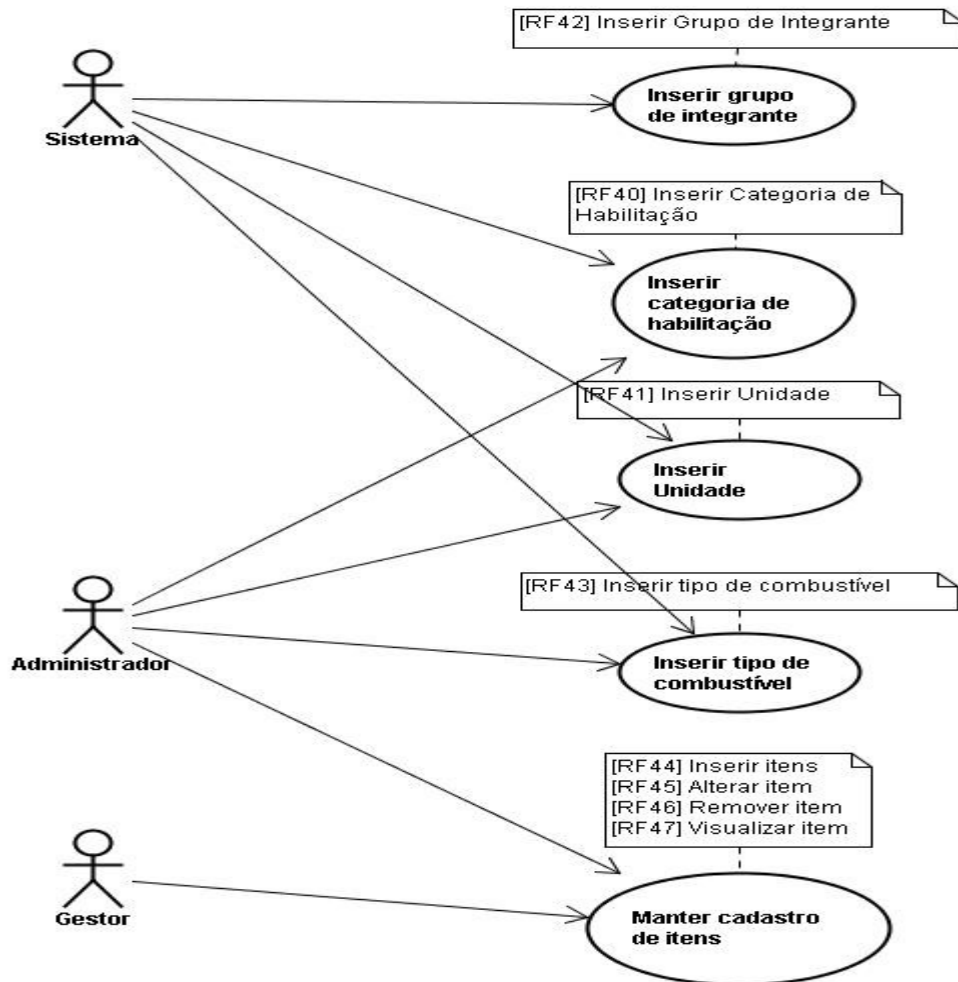 [RF42] Inserir Grupo de Integrante
Inserir grupo
de integrante
Sistema
[RF40] Inserir Categoria de
Habilitação
Inserir
categoria de
habilitação
[RF41] Inserir Unidade
Inserir
Unidade
[RF43] Inserir tipo de combustível
Administrador
Inserir tipo de
combustível
[RF44] Inserir itens
[RF45] Alterar item
[RF46] Remover item
[RF47] Visualizar item
Gestor
Manter cadastro
de itens